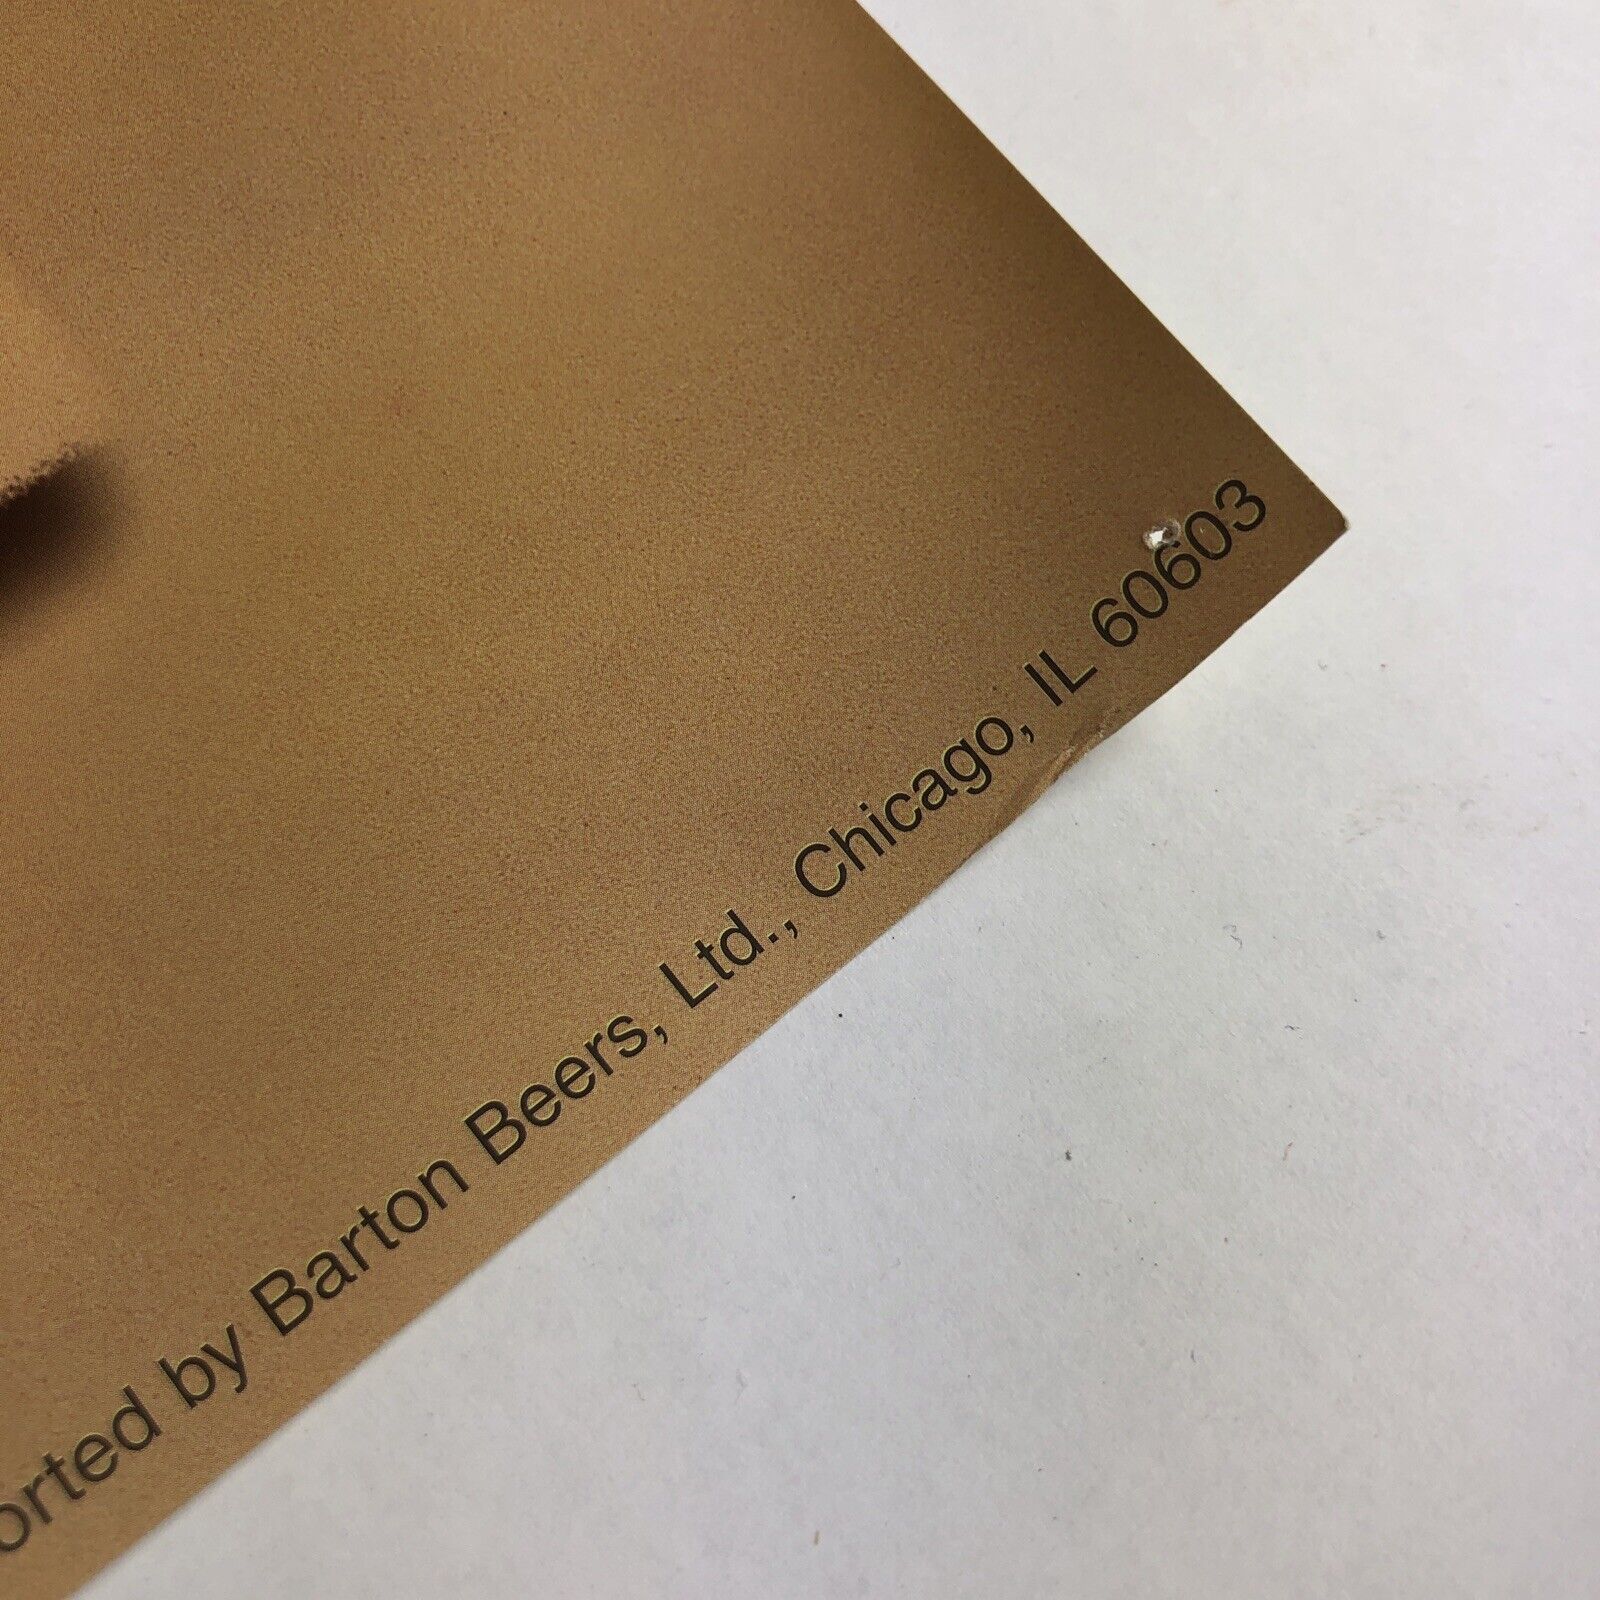 orted by Barton Beers, Ltd., Chicago, IL 60603